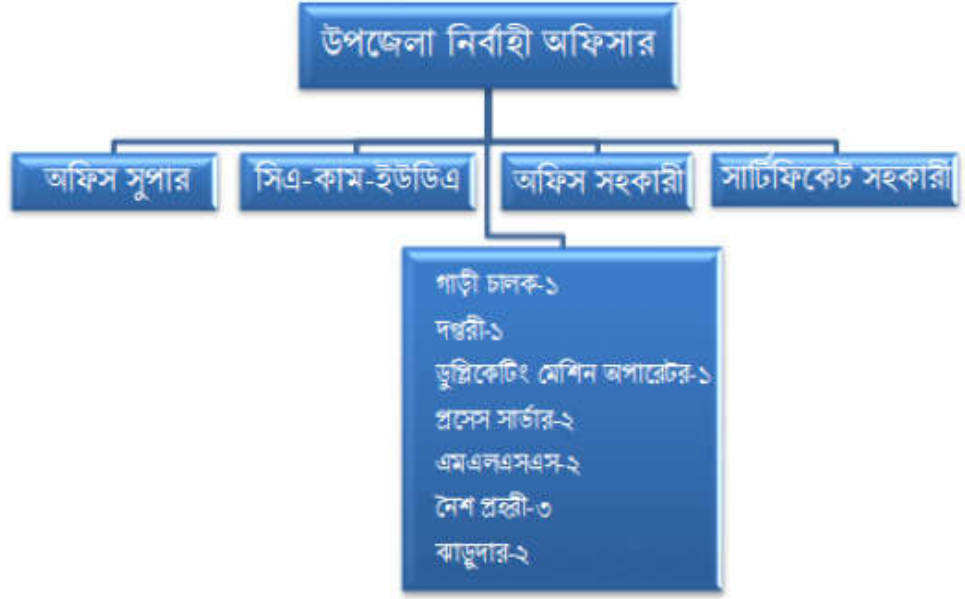 উপজেলা নির্বাহী অফিসার
অফিস সুপার
সিএ-কাম-ইউডিএ
অফিস সহকারী
সার্টিফিকেট সহকারী
গাড়ী চালক-১
দপ্তরী-১
ডুপ্লিকেটিং মেশিন অপারেটর-১
প্রসেস সার্ভার-২
এমএলএসএস-২
নৈশ প্রহরী-৩
ঝাড়ুদার-২